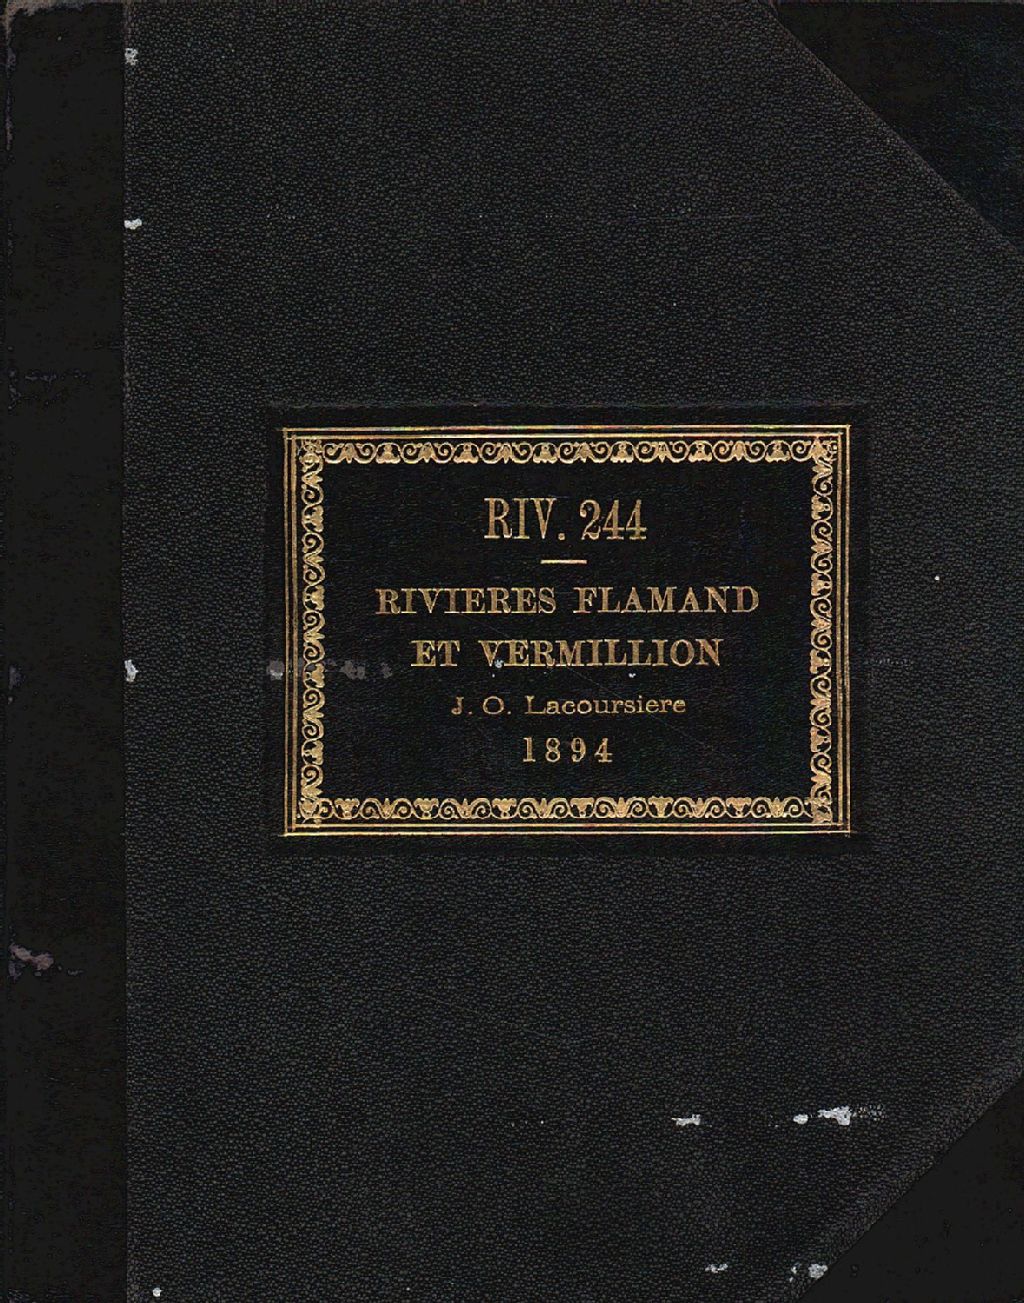 RIV. 244
RIVIERES FLAMAND
ET VERMILLION
J. O. Lacoursiere
1894